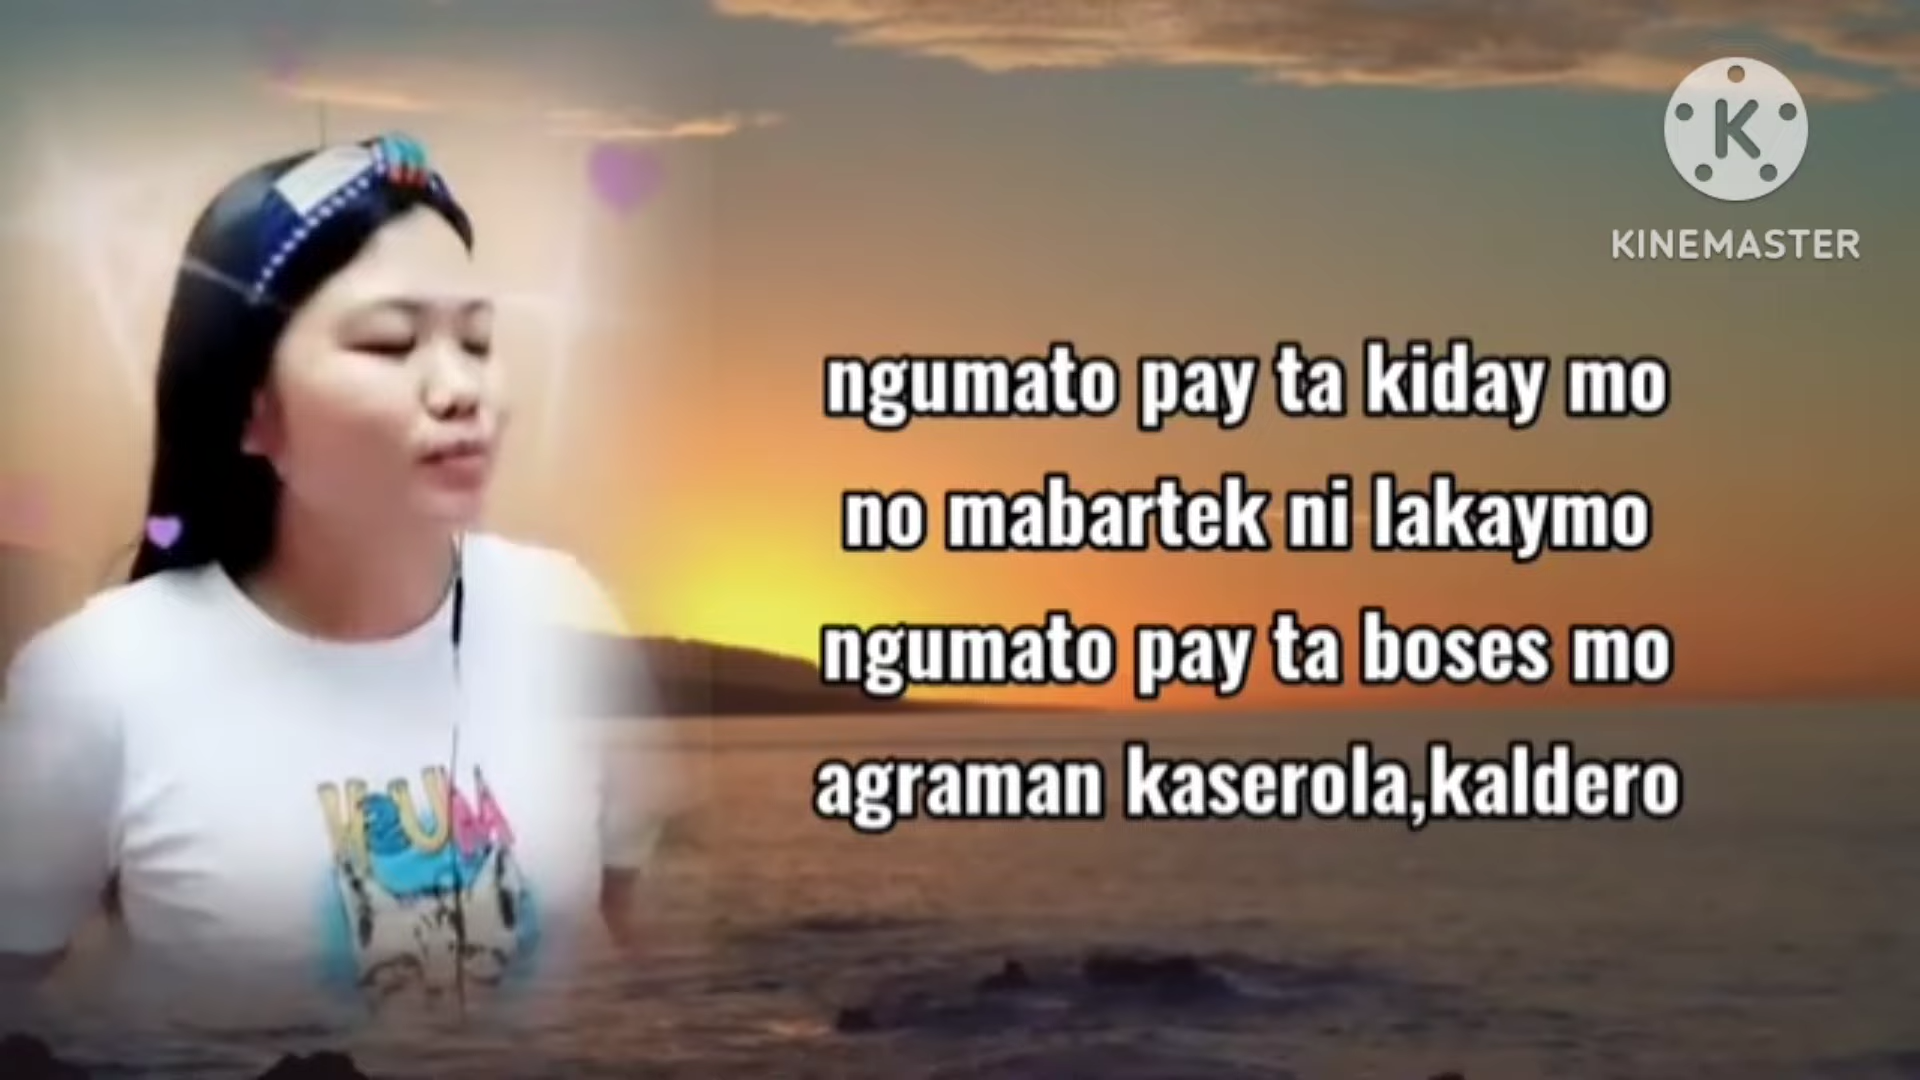 K
KINEMASTER
ngumato pay ta kiday mo
no mabartek ni lakaymo
ngumato pay ta boses mo
agraman kaserola,kaldero